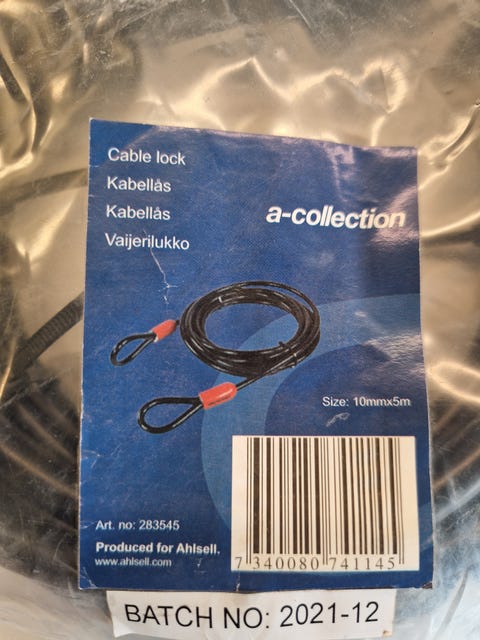 Cable lock
Kabellås
Kabellås
Vaijerilukko
a-collection
Size: 10mmx5m
Art. no: 283545
Produced for Ahlsell.
www.ahlsell.com
7 340080 741145
BATCH NO: 2021-12